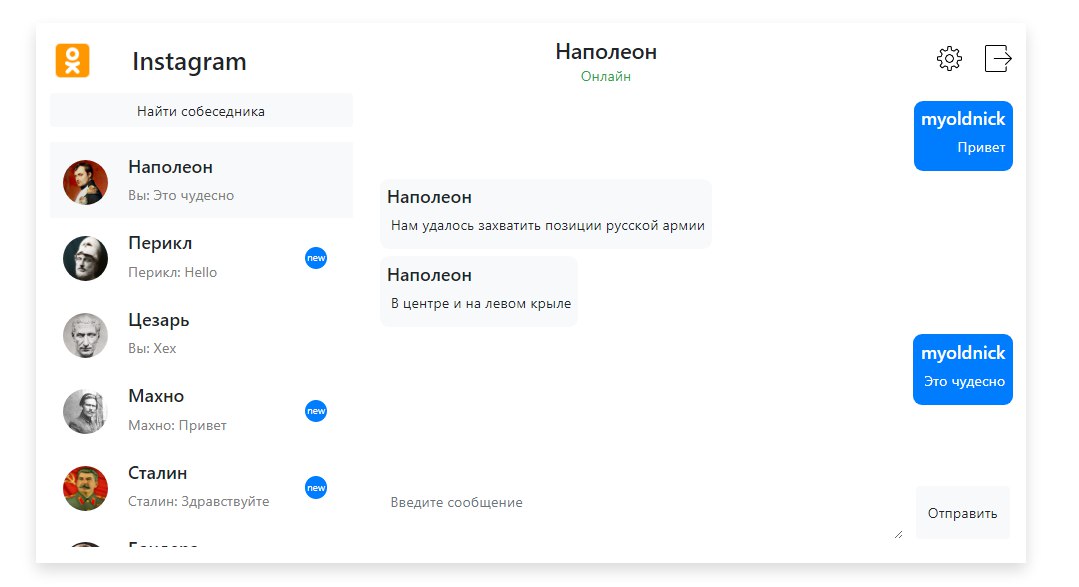 Instagram
Найти собеседника
Наполеон
Вы: Это чудесно
Перикл
Перикл: Hello
new
Цезарь
Вы: Хех
Махно
Махно: Привет
new
Сталин
Сталин: Здравствуйте
new
Наполеон
Онлайн
myoldnick
Привет
Наполеон
Нам удалось захватить позиции русской армии
Наполеон
В центре и на левом крыле
myoldnick
Это чудесно
Введите сообщение
Отправить